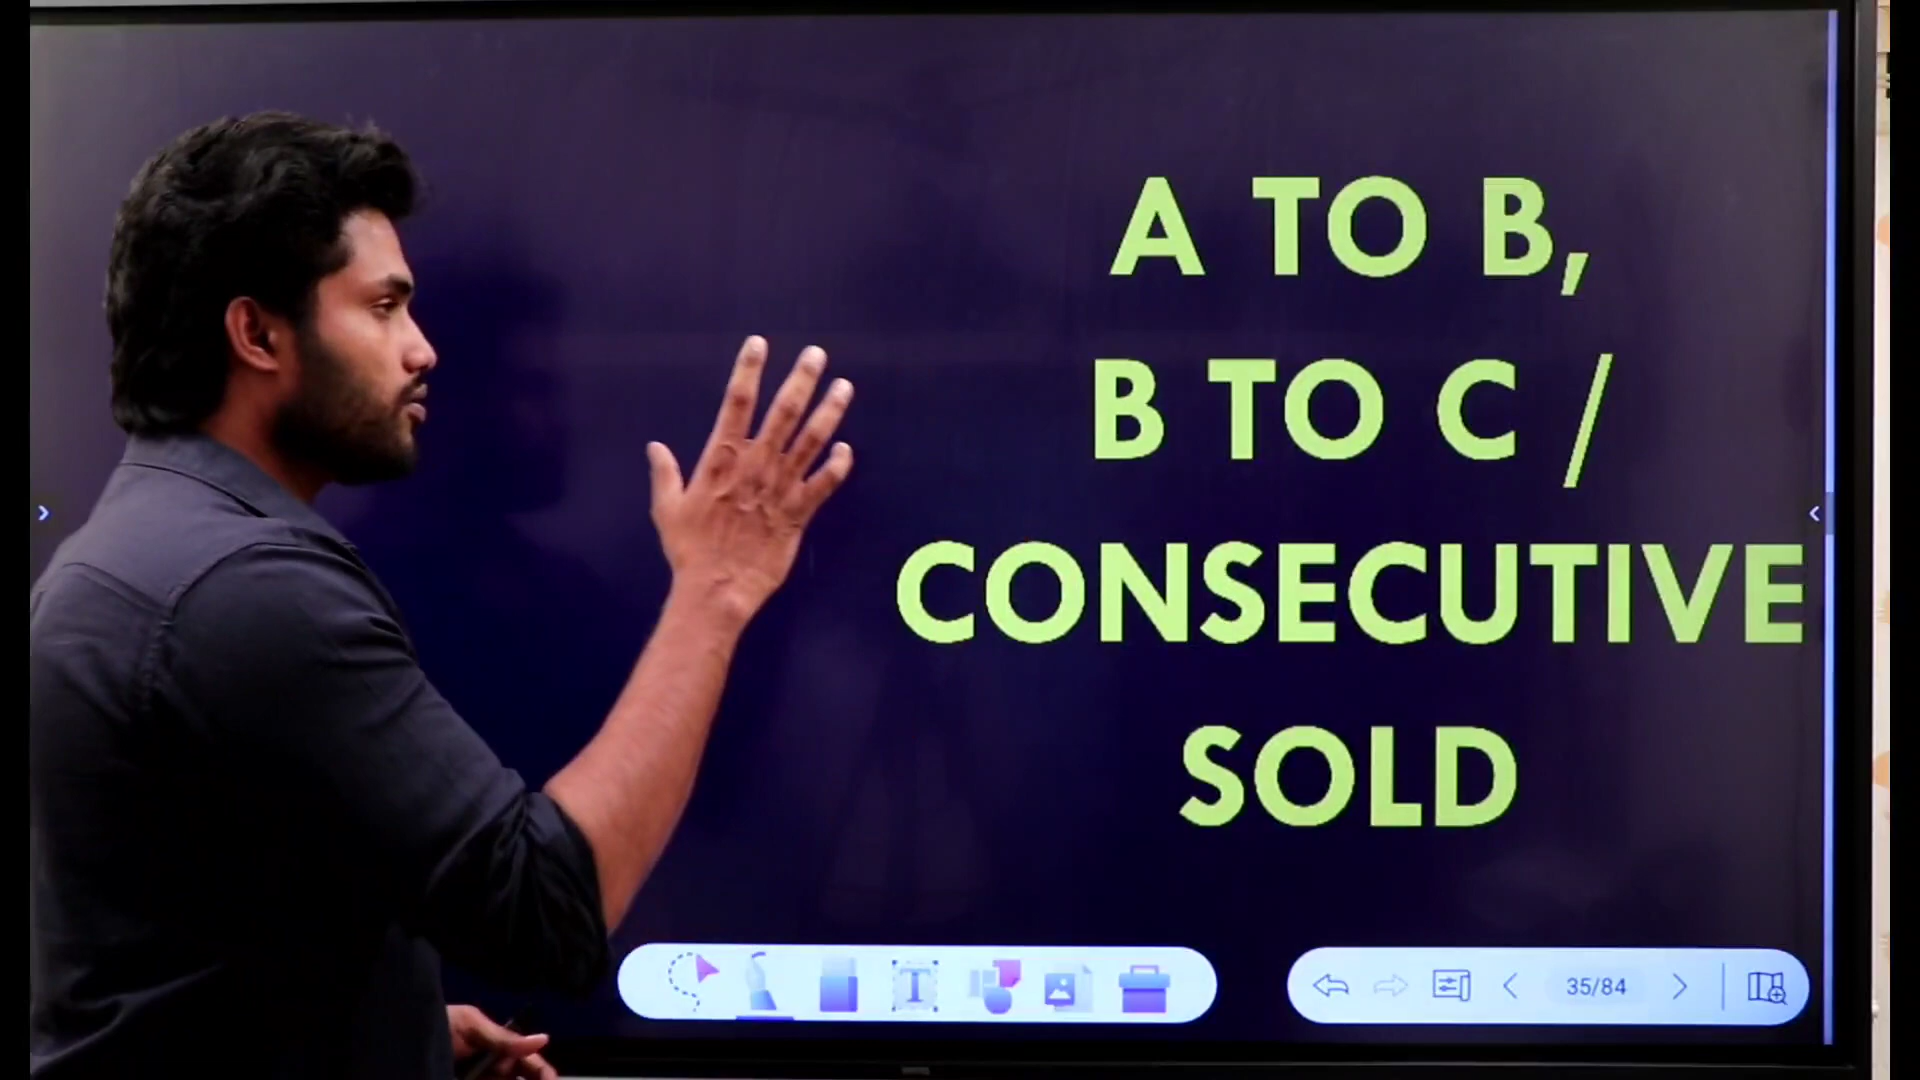 A TO B,
B TO C /
CONSECUTIVE
SOLD
T
35/84